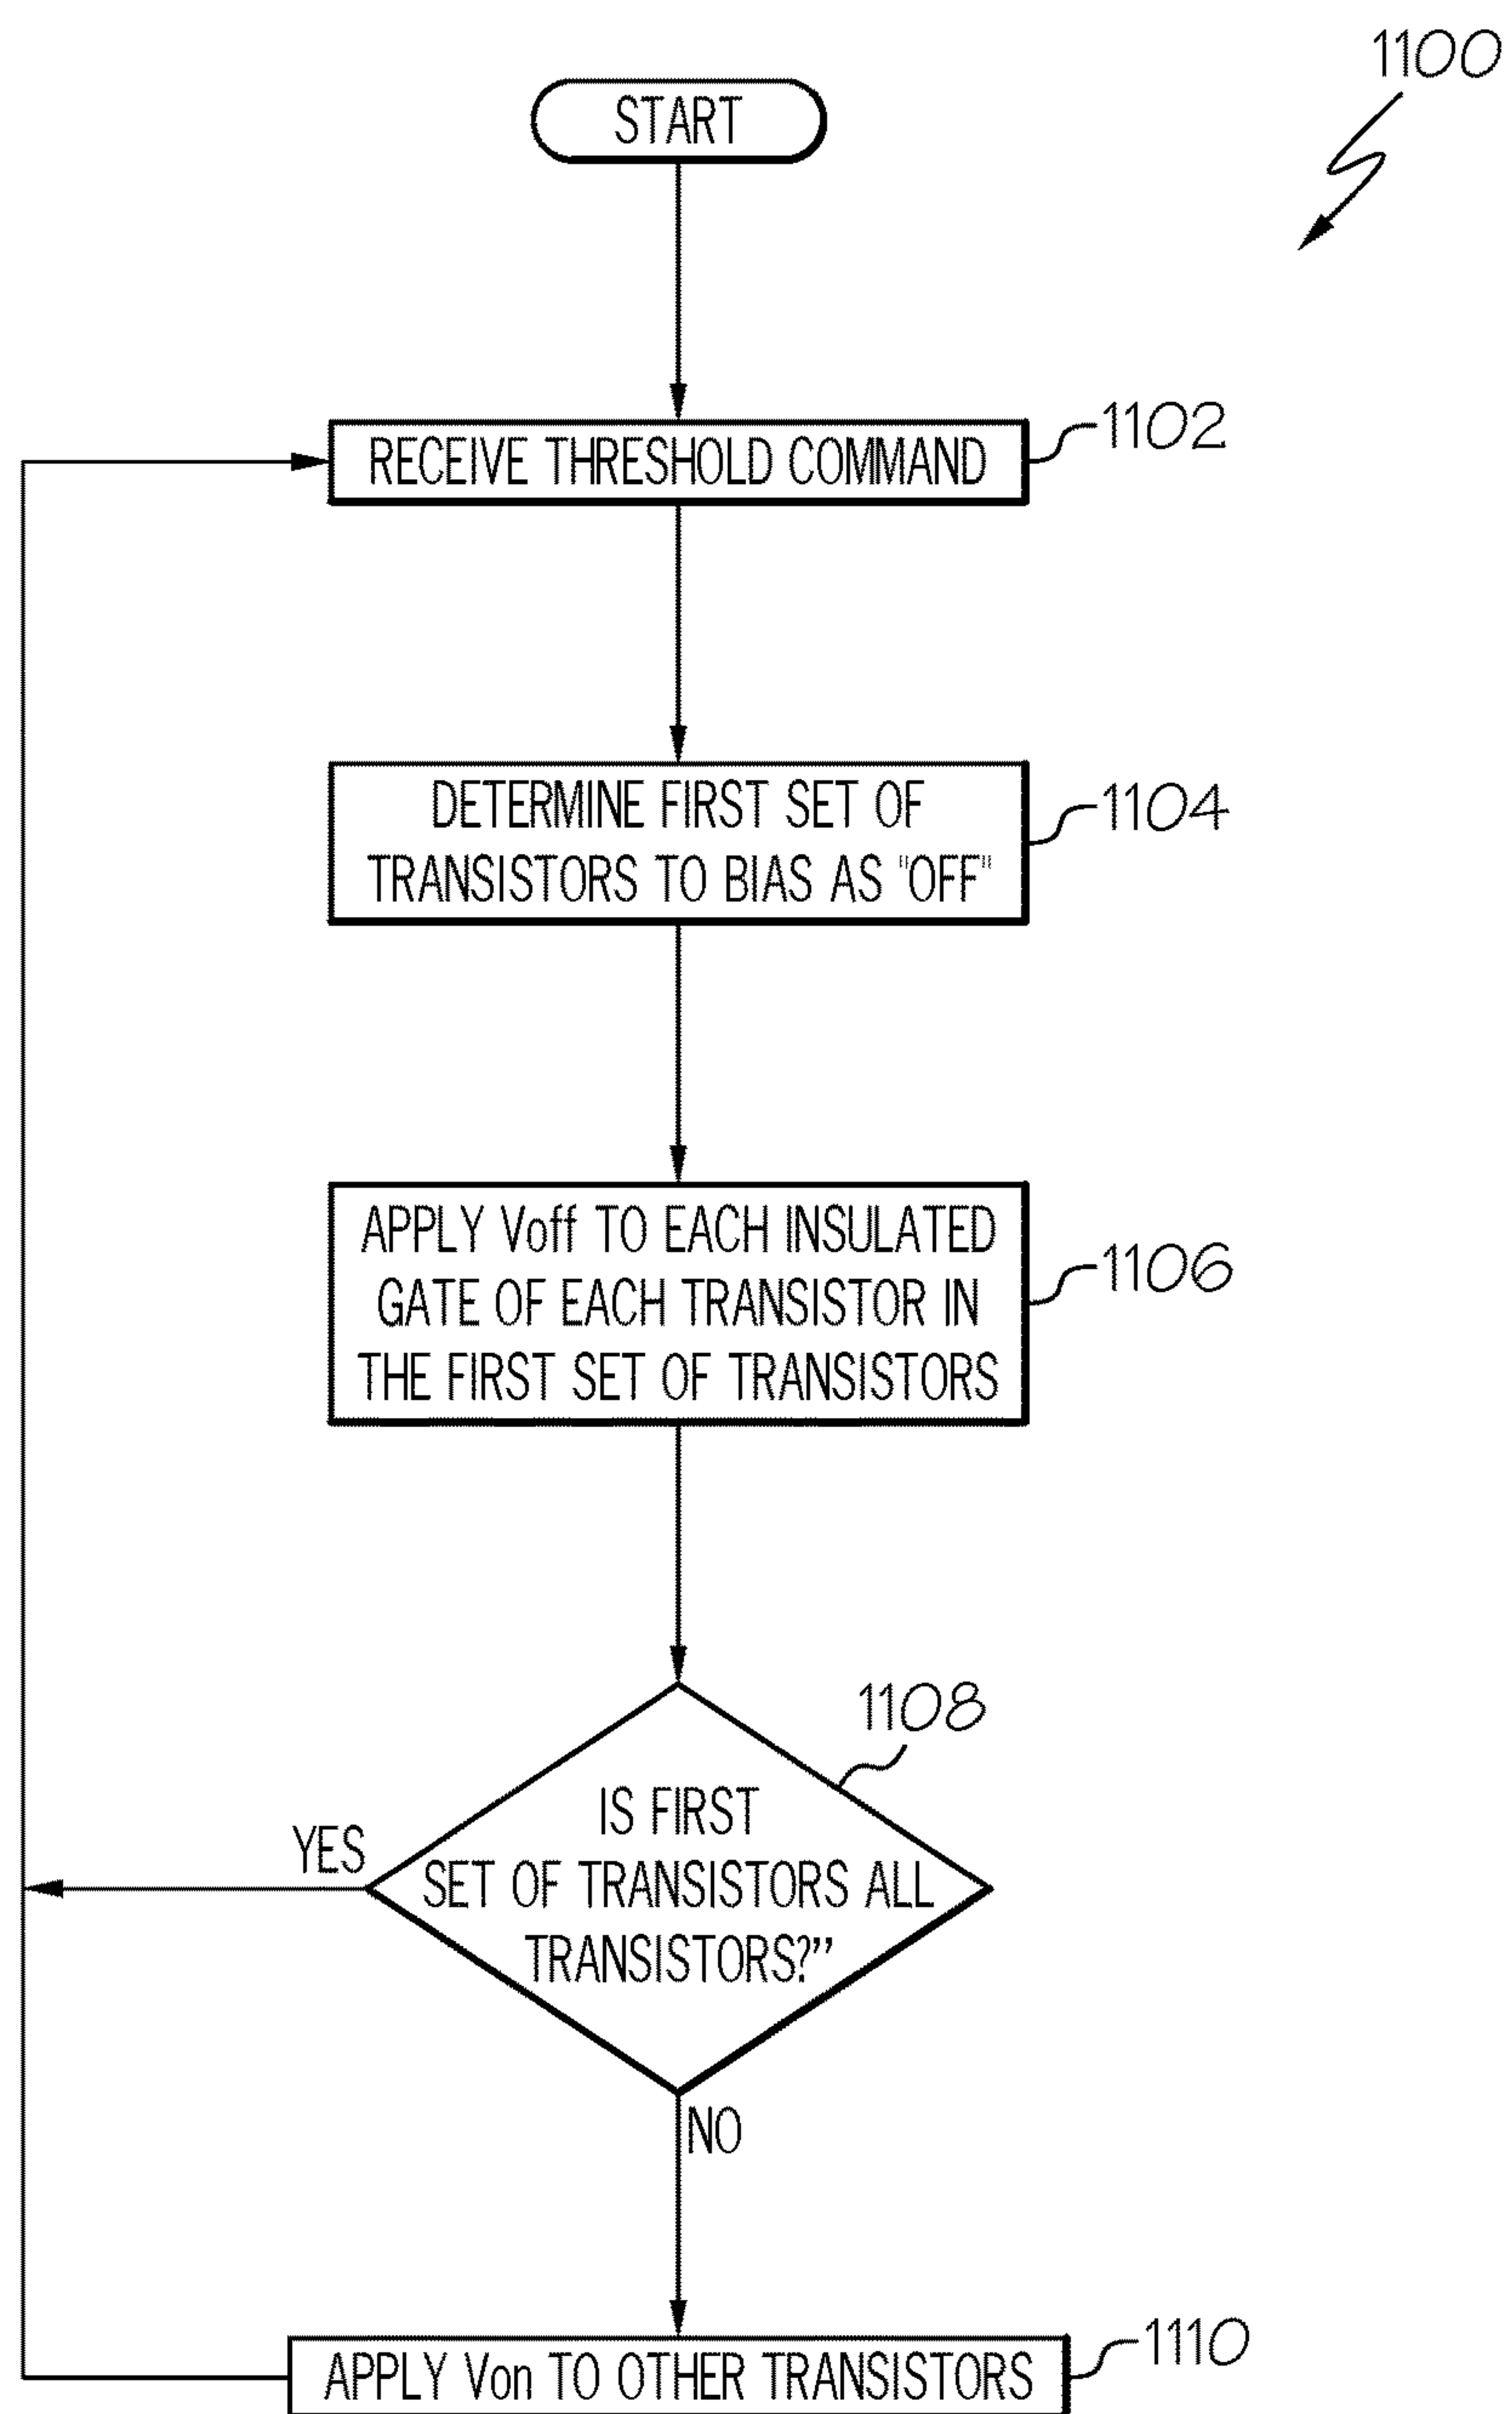 1100
START
RECEIVE THRESHOLD COMMAND
1102
DETERMINE FIRST SET OF
TRANSISTORS TO BIAS AS "OFF"
1104
APPLY Voff TO EACH INSULATED
GATE OF EACH TRANSISTOR IN
THE FIRST SET OF TRANSISTORS
1106
1108
IS FIRST
SET OF TRANSISTORS ALL
TRANSISTORS?”
YES
NO
APPLY Von TO OTHER TRANSISTORS
1110